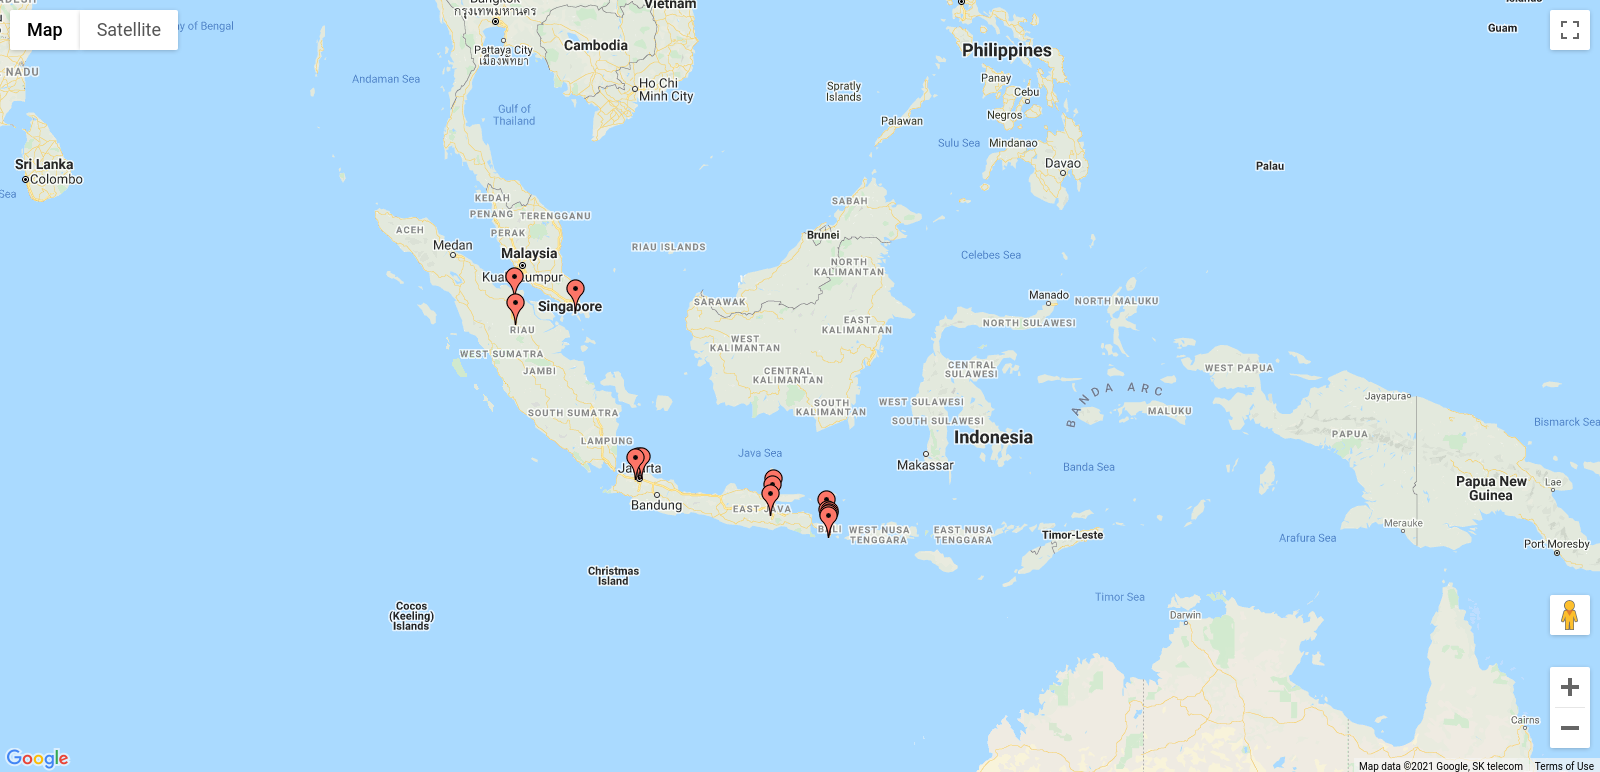 Map
Satellite
y of Bengal
NADU
Sri Lanka
Colombo
Sea
Andaman Sea
กรุงเทพมหานคร
Pattaya City
เมืองพัทยา
Gulf of
Thailand
Cambodia
Vietnam
Ho Chi
Minh City
Spratly
Islands
Palawan
Philippines
Panay
Cebu
Negros
Sulu Sea
Mindanao
Davao
Islands
Guam
Palau
KEDAH
PENANG
TERENGGANU
PERAK
ACEH
Medan
Malaysia
Kuala Lumpur
RIAU ISLANDS
Singapore
RIAU
WEST SUMATRA
JAMBI
SOUTH SUMATRA
LAMPUNG
SABAH
Brunei
NORTH
KALIMANTAN
SARAWAK
EAST
KALIMANTAN
WEST
KALIMANTAN
CENTRAL
KALIMANTAN
SOUTH
KALIMANTAN
Celebes Sea
Manado
NORTH MALUKU
NORTH SULAWESI
CENTRAL
SULAWESI
WEST SULAWESI
SOUTH SULAWESI
BANDA ARC
MALUKU
WEST PAPUA
Jayapura
PAPUA
Bismarck Sea
Indonesia
Makassar
Java Sea
Banda Sea
Papua New
Guinea
Lae
Jakarta
Bandung
EAST JAVA
BALI
WEST NUSA
TENGGARA
EAST NUSA
TENGGARA
Timor-Leste
Arafura Sea
Merauke
Port Moresby
Christmas
Island
Cocos
(Keeling)
Islands
Timor Sea
Darwin
Cairns
Google
Map data ©2021 Google, SK telecom
Terms of Use